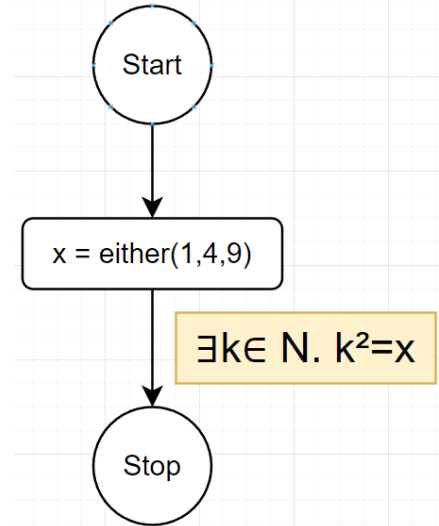 Start
x = either(1,4,9)
∃k∈ N. k²=x
Stop